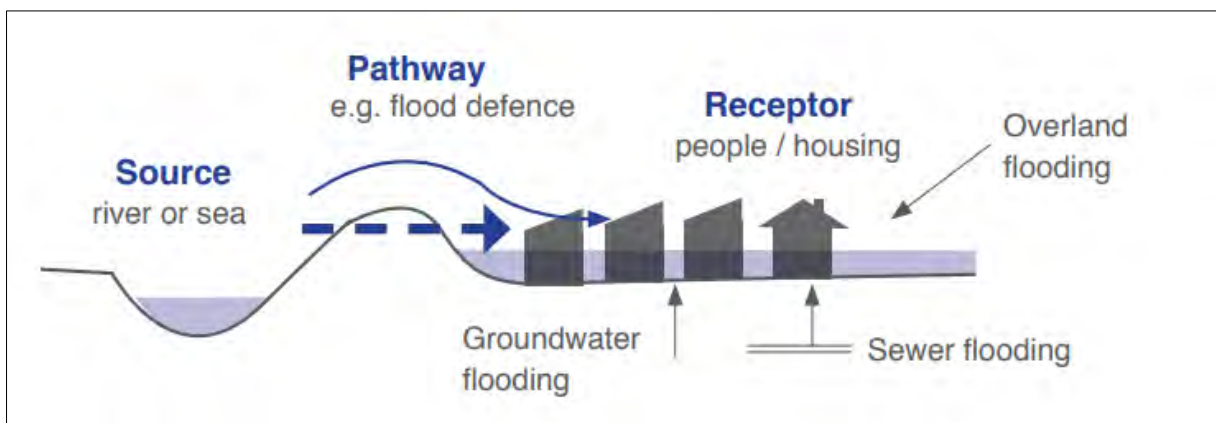 Pathway
e.g. flood defence
Receptor
people / housing
Overland
flooding
Source
river or sea
Groundwater
flooding
Sewer flooding